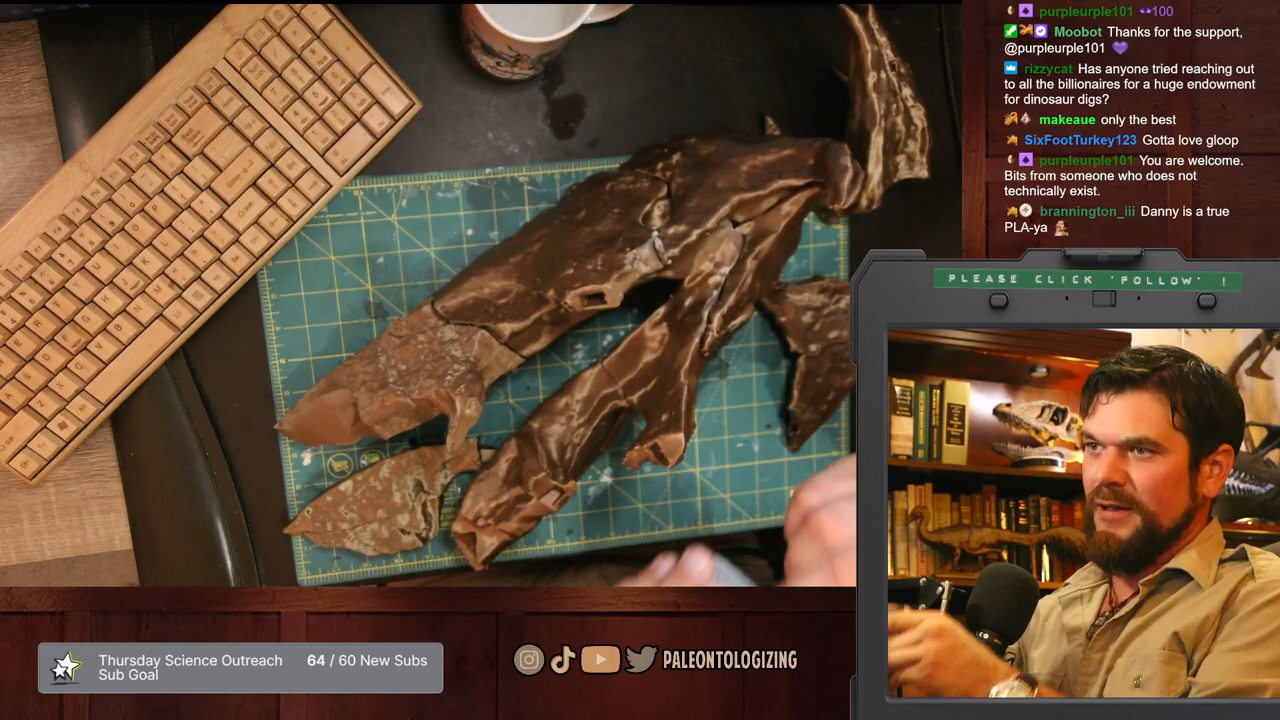 purpleurple101 100
Moobot Thanks for the support,
@purpleurple101
rizzycat Has anyone tried reaching out
to all the billionaires for a huge endowment
for dinosaur digs?
makeaue only the best
SixFootTurkey123 Gotta love gloop
purpleurple101 You are welcome.
Bits from someone who does not
technically exist.
brannington_iii Danny is a true
PLA-ya
PLEASE CLICK "FOLLOW" !
Thursday Science Outreach 64 / 60 New Subs
Sub Goal
PALEONTOLOGIZING